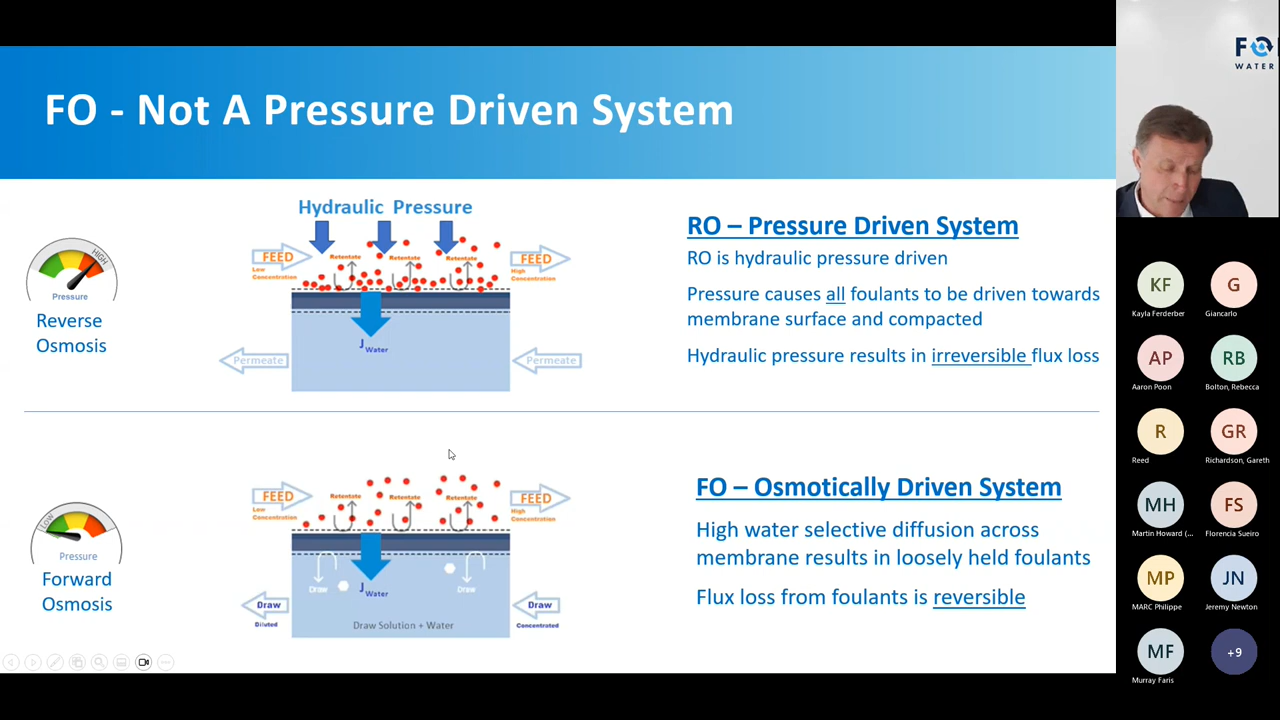 FO - Not A Pressure Driven System
Hydraulic Pressure
FEED
Low
Concentration
Retentate
Retentate
Retentate
FEED
High
Concentration
HIGH
Pressure
Reverse
Osmosis
J Water
Permeate
Permeate
RO – Pressure Driven System
RO is hydraulic pressure driven
Pressure causes all foulants to be driven towards
membrane surface and compacted
Hydraulic pressure results in irreversible flux loss
FEED
Low
Concentration
Retentate
Retentate
Retentate
FEED
High
Concentration
Low
Pressure
Forward
Osmosis
Draw
Draw
J Water
Draw
Diluted
Draw
Concentrated
Draw Solution + Water
FO – Osmotically Driven System
High water selective diffusion across
membrane results in loosely held foulants
Flux loss from foulants is reversible
WATER
KF
Kayla Ferderber
G
Giancarlo
AP
Aaron Poon
RB
Bolton, Rebecca
R
Reed
GR
Richardson, Gareth
MH
Martin Howard (...
FS
Florencia Sueiro
MP
MARC Philippe
JN
Jeremy Newton
MF
Murray Faris
+9